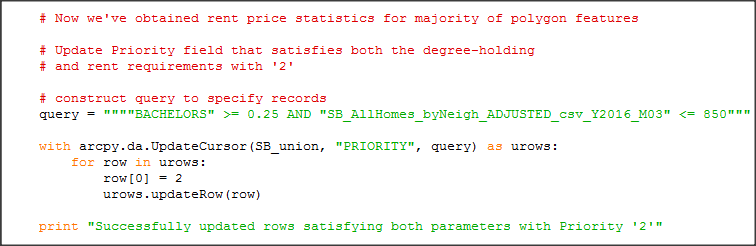 # Now we've obtained rent price statistics for majority of polygon features
# Update Priority field that satisfies both the degree-holding
# and rent requirements with '2'
# construct query to specify records
query = """"BACHELORS" >= 0.25 AND "SB_AllHomes_byNeigh_ADJUSTED_csv_Y2016_M03" <= 850"""
with arcpy.da.UpdateCursor(SB_union, "PRIORITY", query) as urows:
for row in urows:
row[0] = 2
urows.updateRow(row)
print "Successfully updated rows satisfying both parameters with Priority '2'"